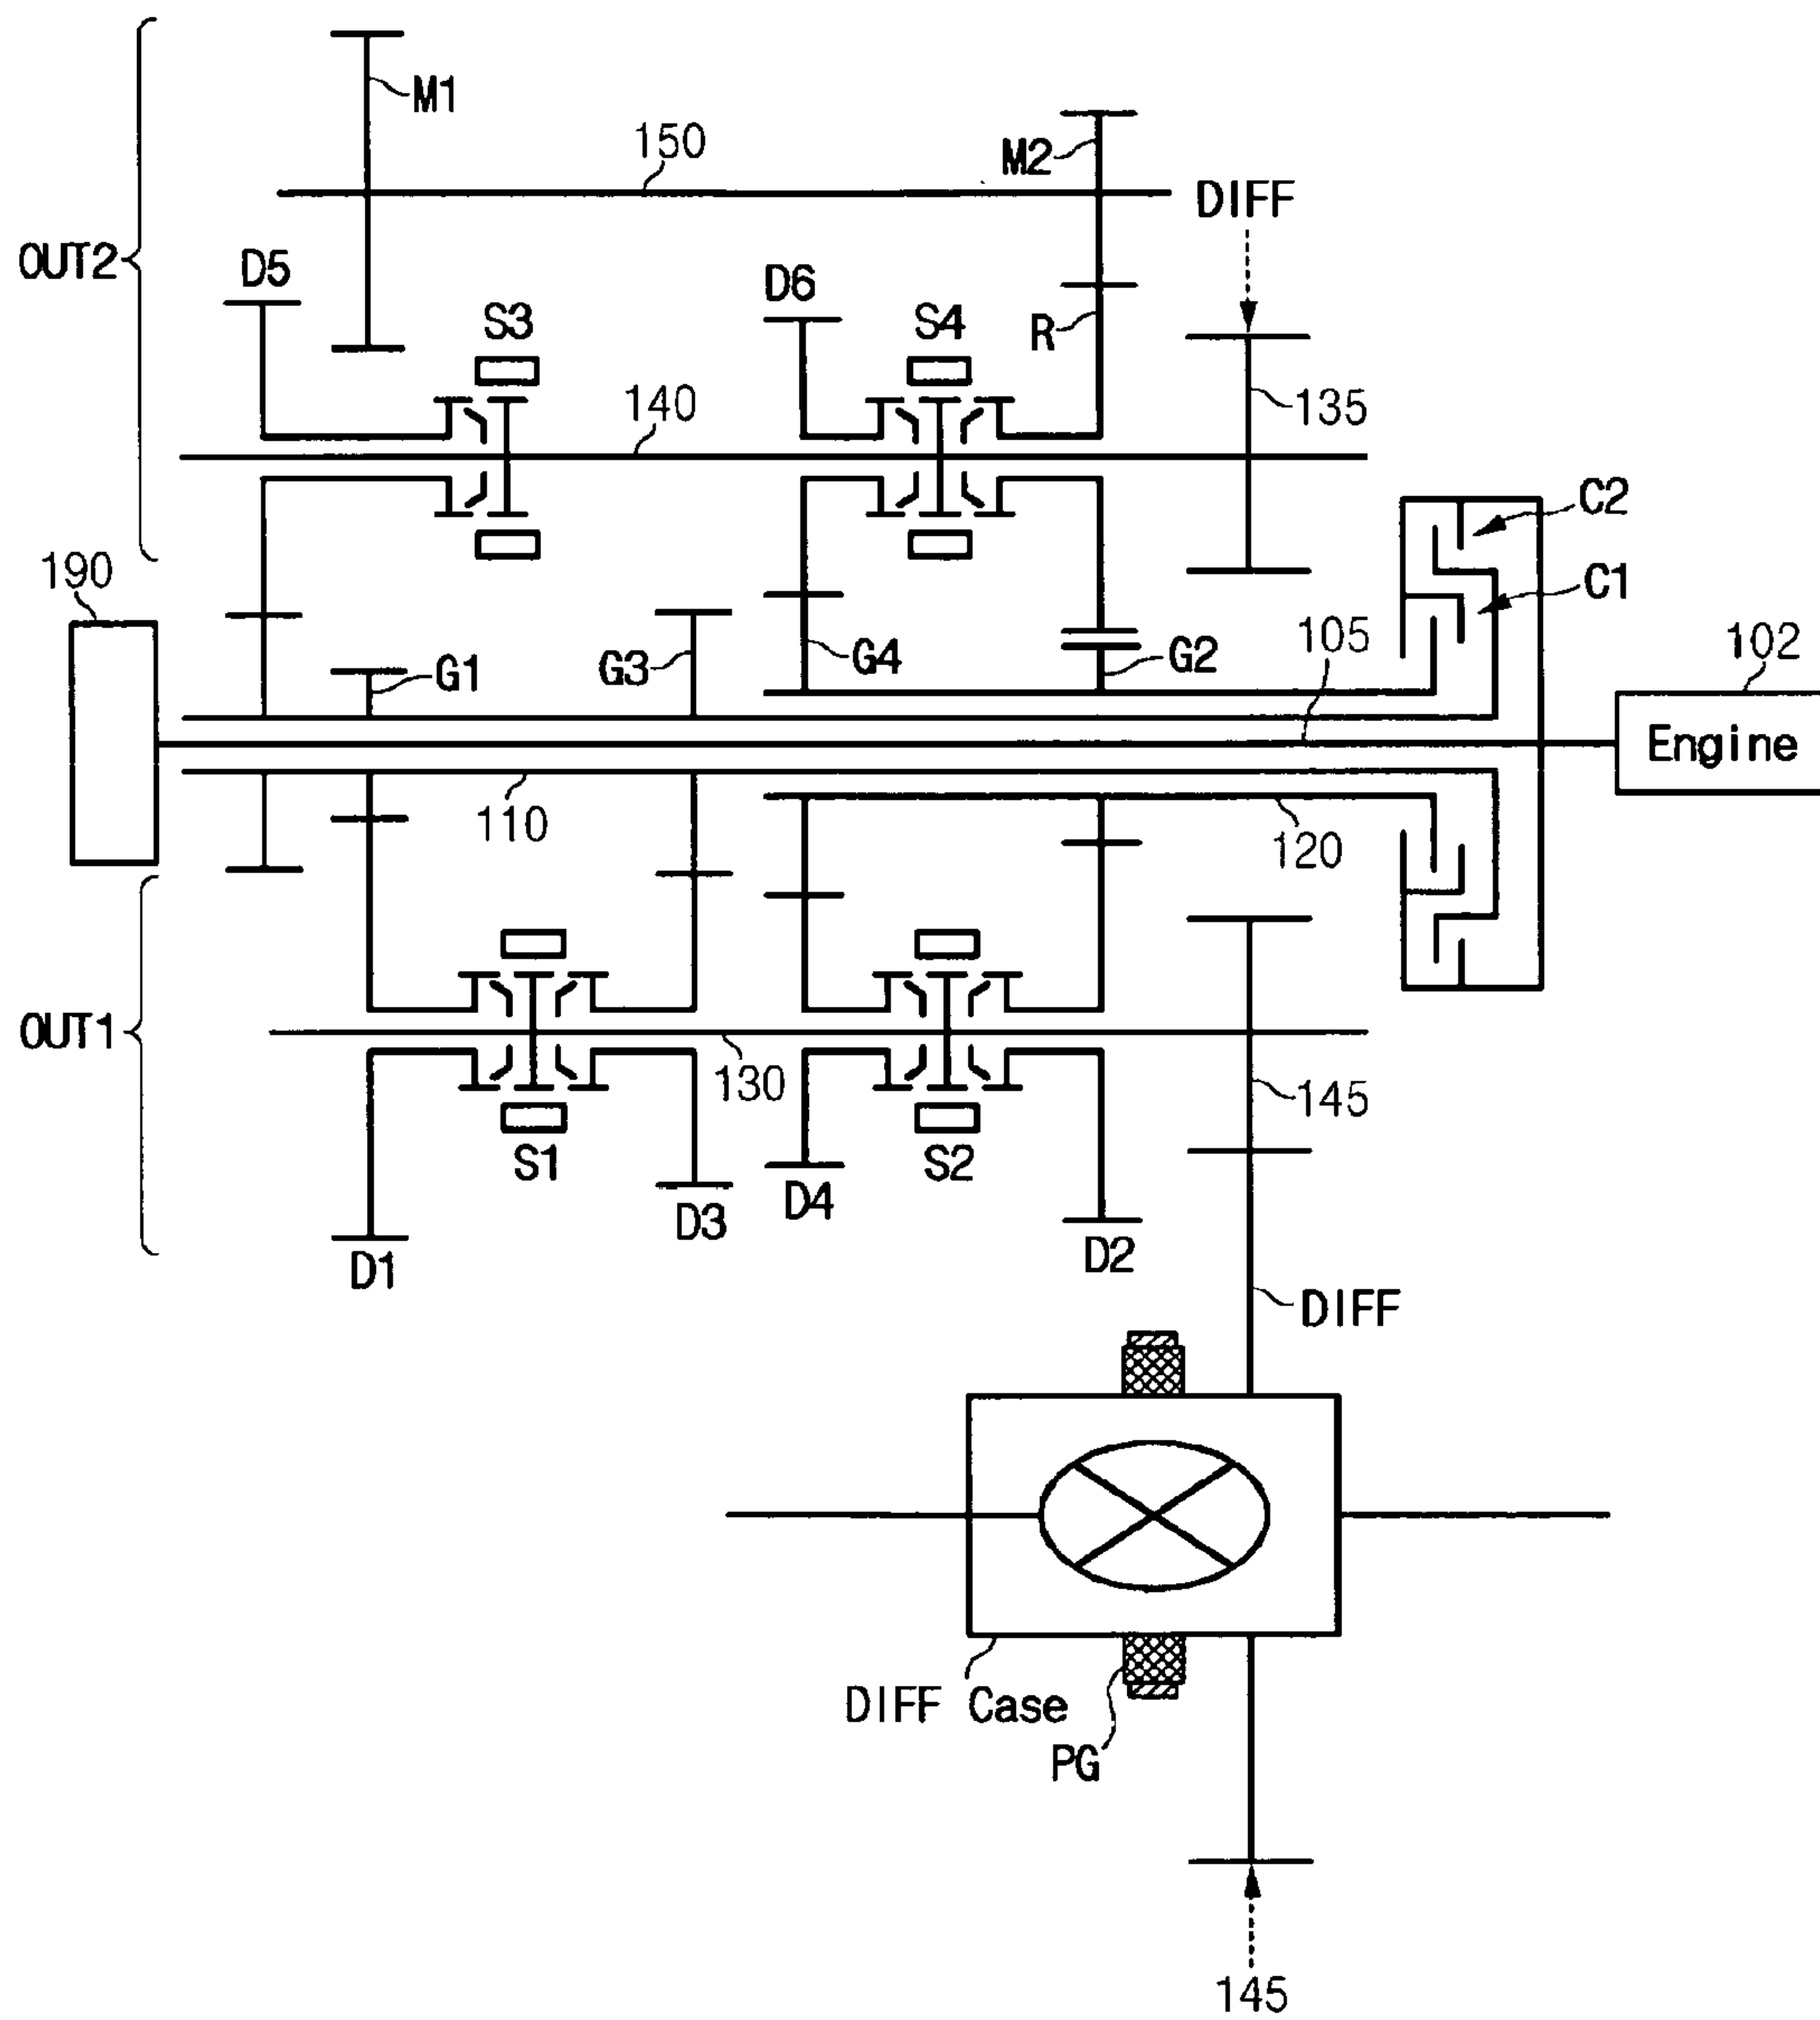 M1
150
M2
DIFF
OUT2
D5
D6
S3
S4
R
140
135
C2
190
C1
105
102
G1
G3
G4
G2
Engine
110
120
OUT1
130
145
S1
S2
D3
D4
D1
D2
DIFF
DIFF Case
PG
145